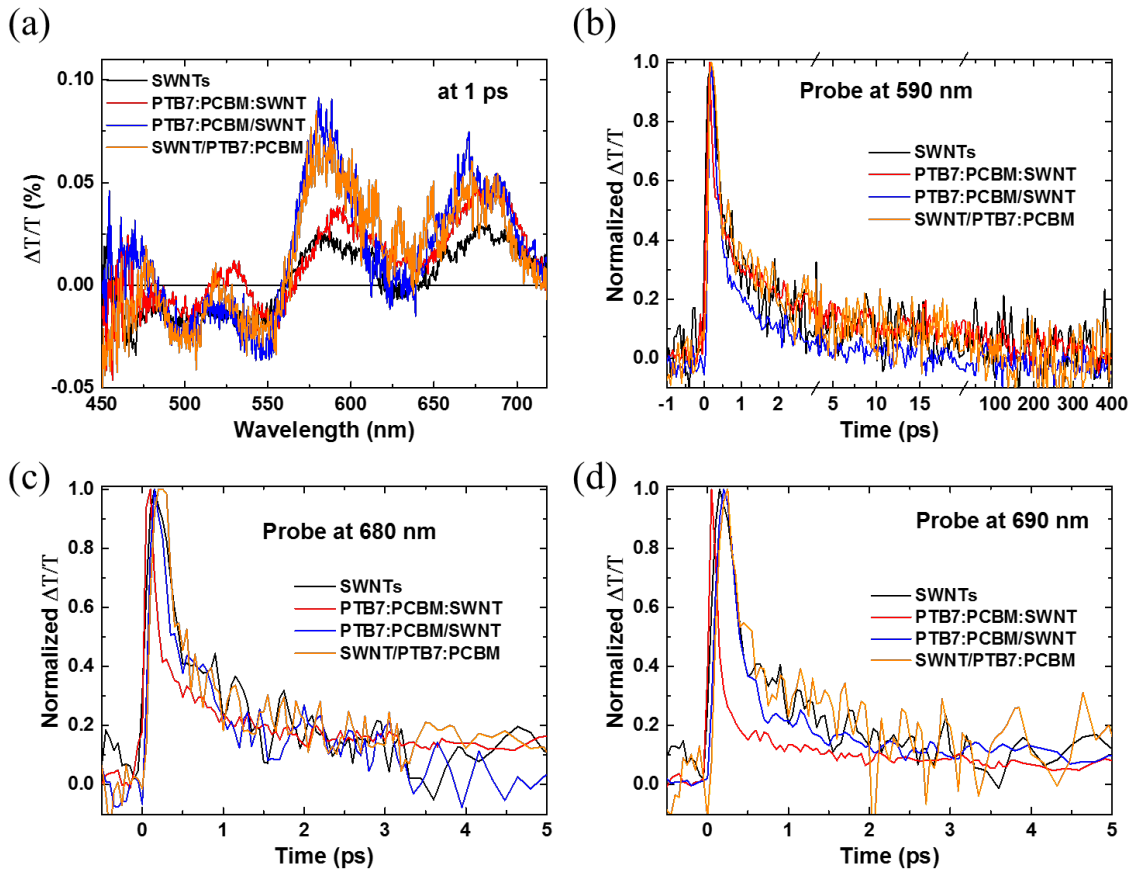 (a)
ΔT/T (%)
0.10
0.05
0.00
-0.05
SWNTs
PTB7:PCBM:SWNT
PTB7:PCBM/SWNT
SWNT/PTB7:PCBM
at 1 ps
450 500 550 600 650 700
Wavelength (nm)
(b)
Normalized ΔT/T
1.0
0.8
0.6
0.4
0.2
0.0
Probe at 590 nm
SWNTs
PTB7:PCBM:SWNT
PTB7:PCBM/SWNT
SWNT/PTB7:PCBM
-1 0 1 2 5 10 15 100 200 300 400
Time (ps)
(c)
Normalized ΔT/T
1.0
0.8
0.6
0.4
0.2
0.0
Probe at 680 nm
SWNTs
PTB7:PCBM:SWNT
PTB7:PCBM/SWNT
SWNT/PTB7:PCBM
0 1 2 3 4 5
Time (ps)
(d)
Normalized ΔT/T
1.0
0.8
0.6
0.4
0.2
0.0
Probe at 690 nm
SWNTs
PTB7:PCBM:SWNT
PTB7:PCBM/SWNT
SWNT/PTB7:PCBM
0 1 2 3 4 5
Time (ps)